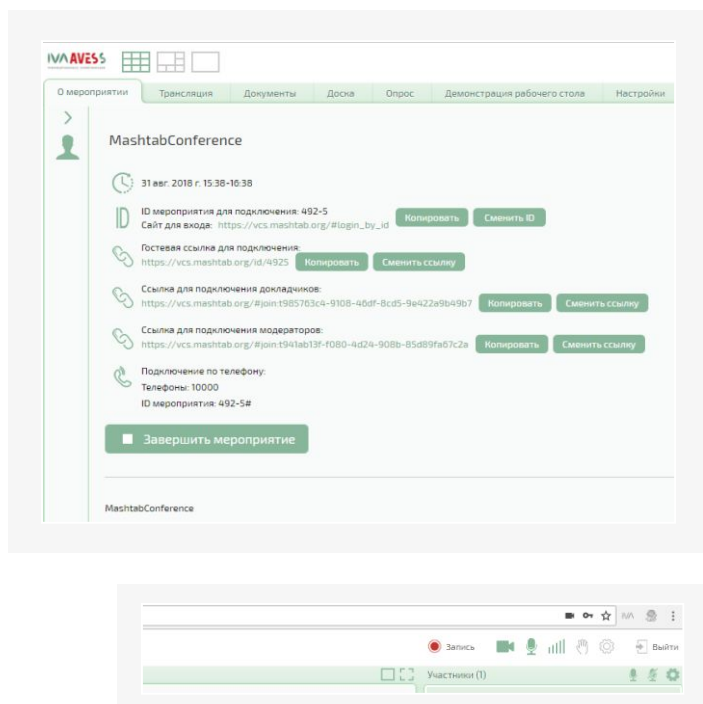 IVA AVES S
О мероприятии Трансляция Документы Доска Опрос Демонстрация рабочего стола Настройки
MashtabConference
31 авг. 2018 г. 15:38-16:38
ID
ID мероприятия для подключения: 492-5
Сайт для входа: https://vcs.mashtab.org/#login_by_id
Копировать Сменить ID
Гостевая ссылка для подключения:
https://vcs.mashtab.org/id/4925 Копировать Сменить ссылку
Ссылка для подключения докладчиков:
https://vcs.mashtab.org/#join:t985763c4-9108-46df-8cd5-9e422a9b49b7 Копировать Сменить ссылку
Ссылка для подключения модераторов:
https://vcs.mashtab.org/#join:t941ab13f-f080-4d24-908b-85d89fa67c2a Копировать Сменить ссылку
Подключение по телефону:
Телефоны: 10000
ID мероприятия: 492-5#
Завершить мероприятие
MashtabConference
IVA
Запись Выйти
Участники (1)